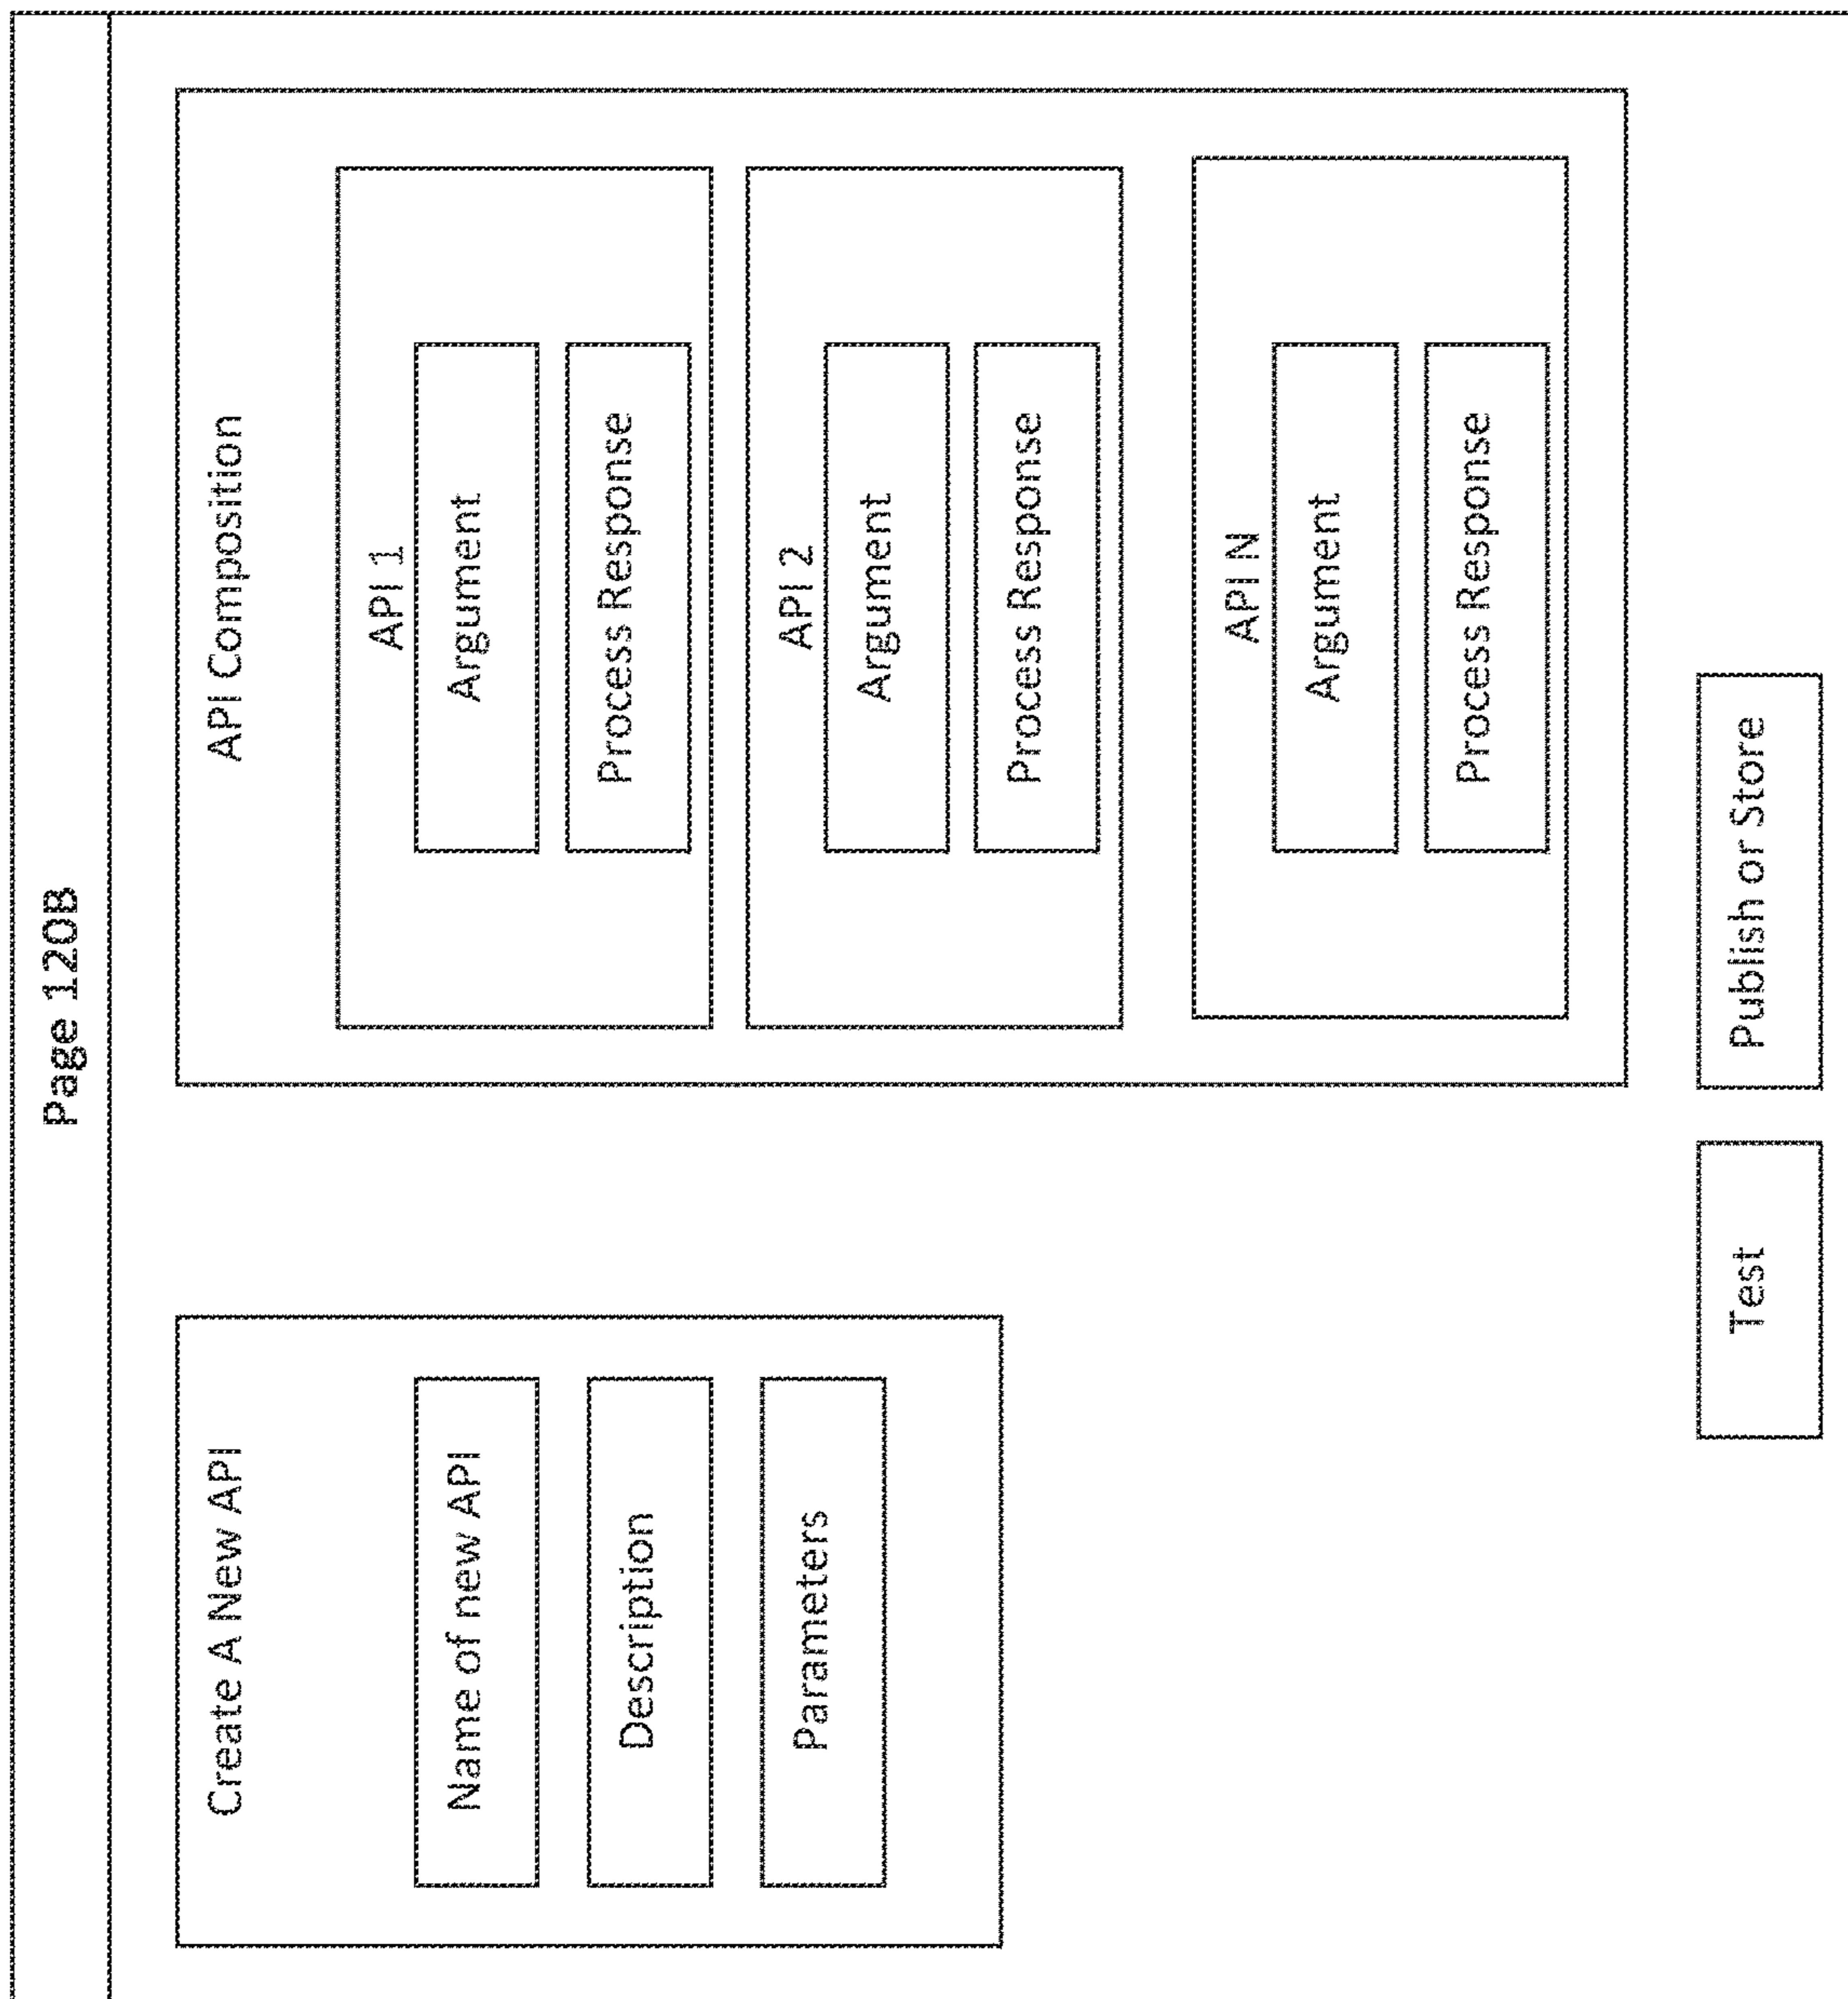 Page 120B
Create A New API
Name of new API
Description
Parameters
API Composition
API 1
Argument
Process Response
API 2
Argument
Process Response
API N
Argument
Process Response
Test
Publish or Store